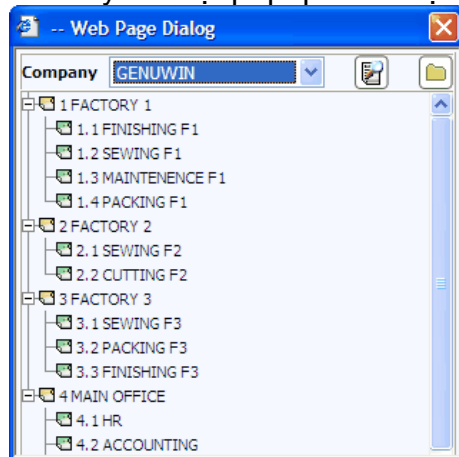 -- Web Page Dialog
Company GENUWIN
1 FACTORY 1
1.1 FINISHING F1
1.2 SEWING F1
1.3 MAINTENENCE F1
1.4 PACKING F1
2 FACTORY 2
2.1 SEWING F2
2.2 CUTTING F2
3 FACTORY 3
3.1 SEWING F3
3.2 PACKING F3
3.3 FINISHING F3
4 MAIN OFFICE
4.1 HR
4.2 ACCOUNTING